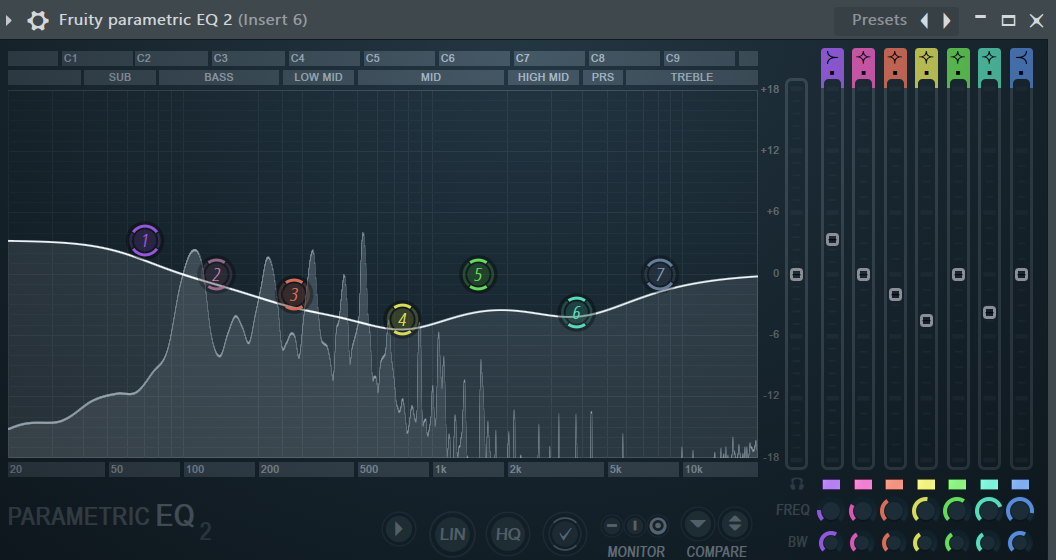 Fruity parametric EQ 2 (Insert 6)
Presets
C1 C2 C3 C4 C5 C6 C7 C8 C9
SUB BASS LOW MID MID HIGH MID PRS TREBLE
+18
+12
+6
0
-6
-12
-18
1
2
3
4
5
6
7
20 50 100 200 500 1k 2k 5k 10k
FREQ
BW
PARAMETRIC EQ 2
LIN
HQ
MONITOR
COMPARE